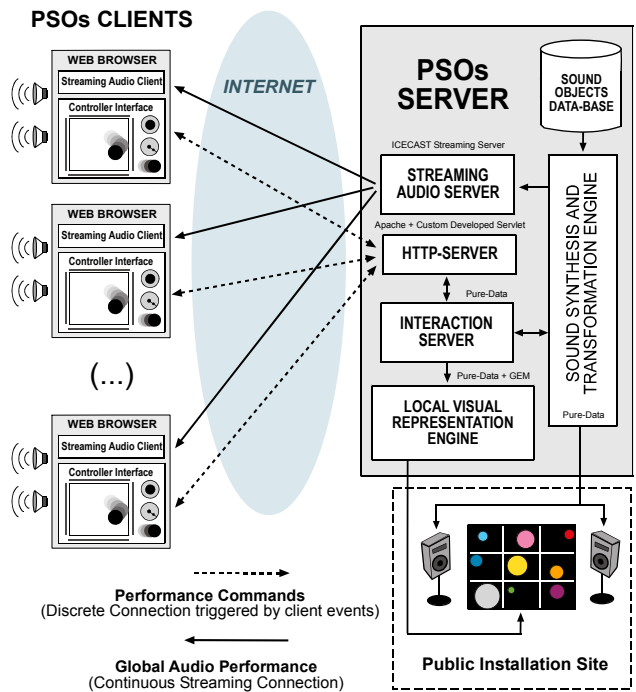 PSOs CLIENTS
WEB BROWSER
Streaming Audio Client
Controller Interface
WEB BROWSER
Streaming Audio Client
Controller Interface
(...)
WEB BROWSER
Streaming Audio Client
Controller Interface
INTERNET
PSOs
SERVER
SOUND
OBJECTS
DATA-BASE
ICECAST Streaming Server
STREAMING
AUDIO SERVER
Apache + Custom Developed Servlet
HTTP-SERVER
Pure-Data
INTERACTION
SERVER
Pure-Data + GEM
LOCAL VISUAL
REPRESENTATION
ENGINE
SOUND SYNTHESIS AND
TRANSFORMATION ENGINE
Pure-Data
Performance Commands
(Discrete Connection triggered by client events)
Global Audio Performance
(Continuous Streaming Connection)
Public Installation Site